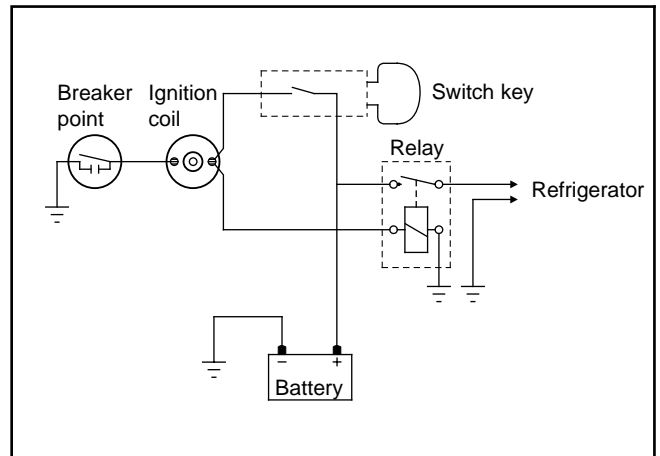 Breaker point
Ignition coil
Switch key
Relay
Refrigerator
− +
Battery